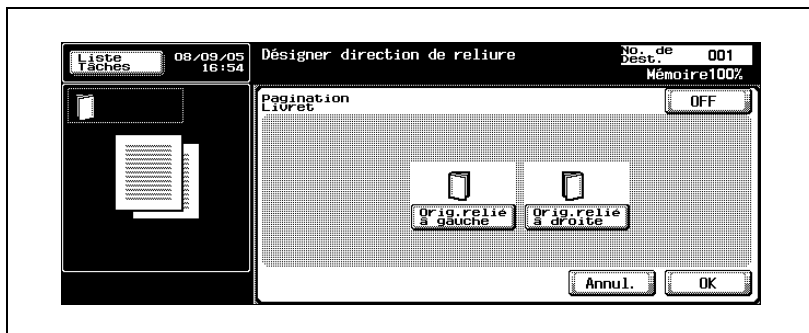 Liste
Tâches
08/09/05
16:54
Désigner direction de reliure
No. de
Dest.
001
Mémoire100%
Pagination
Livret
OFF
Orig.relié
à gauche
Orig.relié
à droite
Annul.
OK